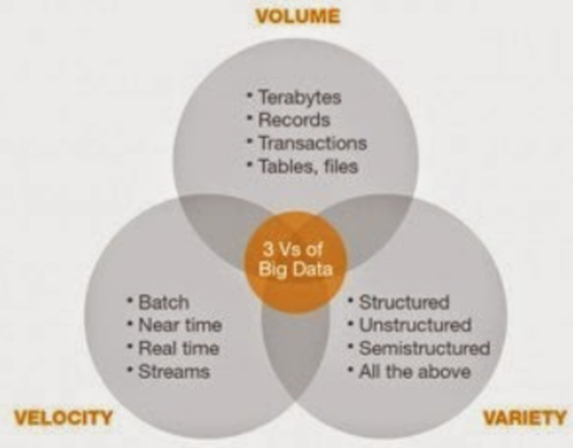 VOLUME
• Terabytes
• Records
• Transactions
• Tables, files
3 Vs of
Big Data
• Batch
• Near time
• Real time
• Streams
• Structured
• Unstructured
• Semistructured
• All the above
VELOCITY
VARIETY